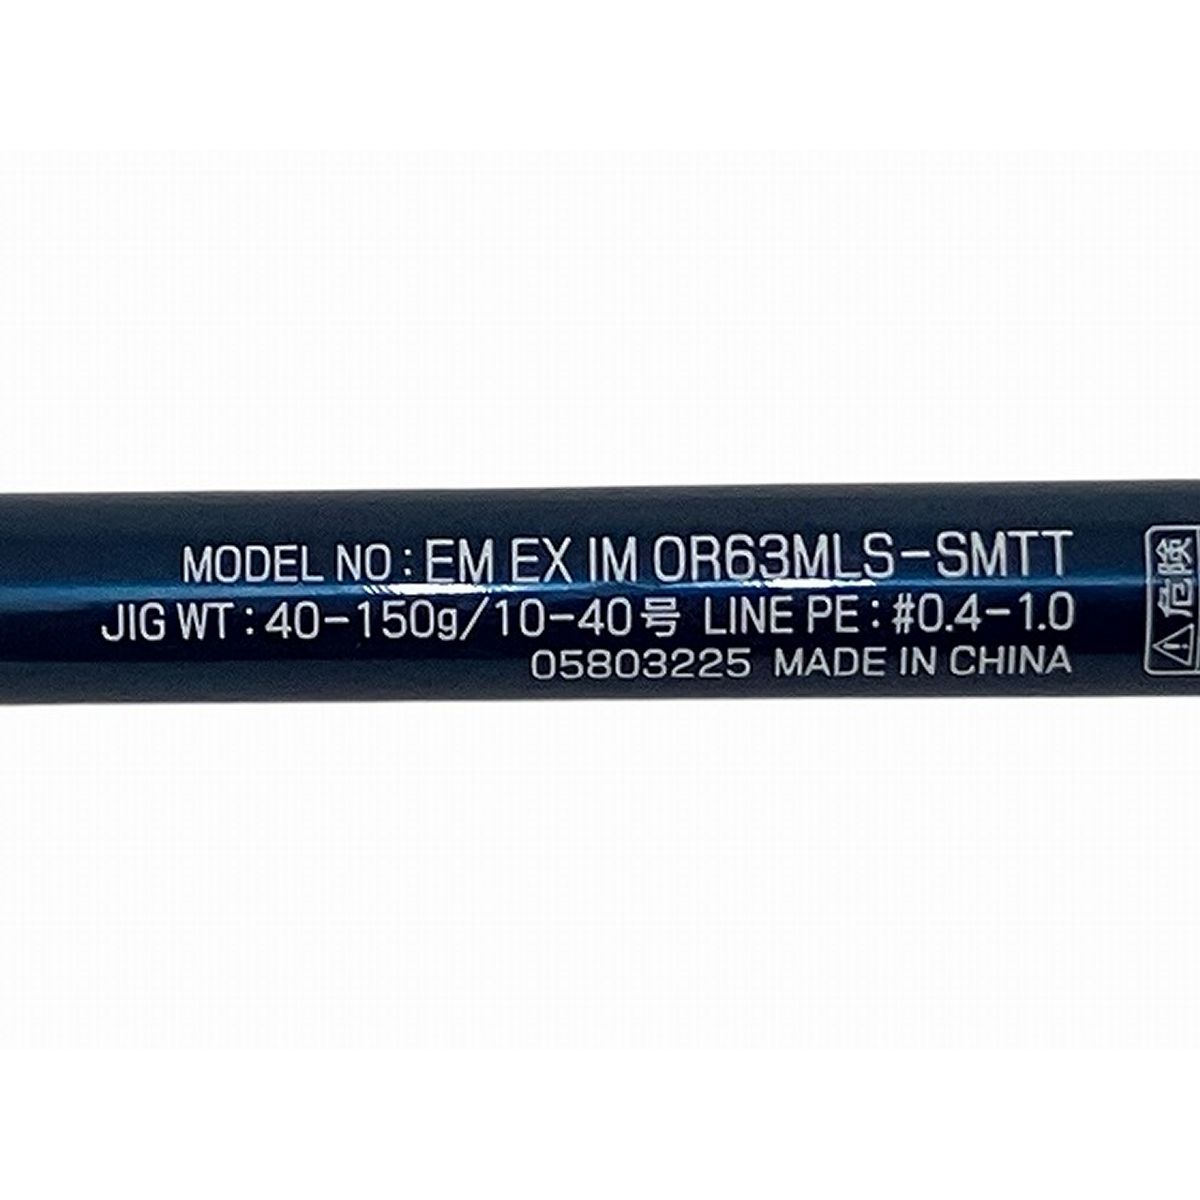 MODEL NO : EM EX IM OR63MLS-SMTT
JIG WT : 40-150g/10-40号 LINE PE : #0.4-1.0
05803225 MADE IN CHINA
危険